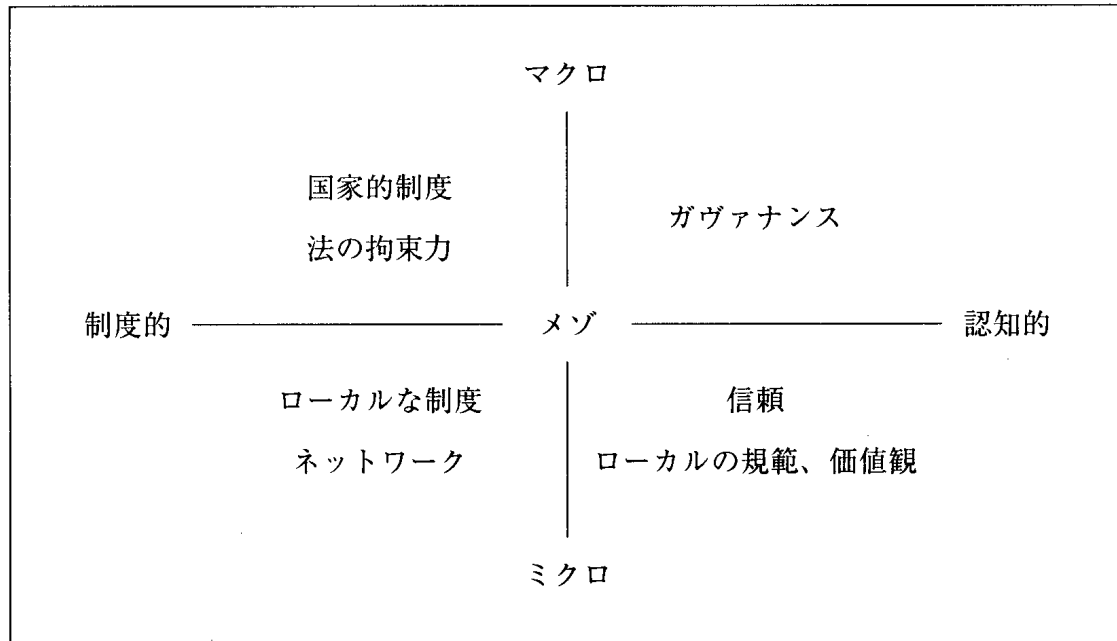 マクロ
国家的制度
法の拘束力
ガヴァナンス
制度的
メゾ
認知的
ローカルな制度
ネットワーク
信頼
ローカルの規範、価値観
ミクロ